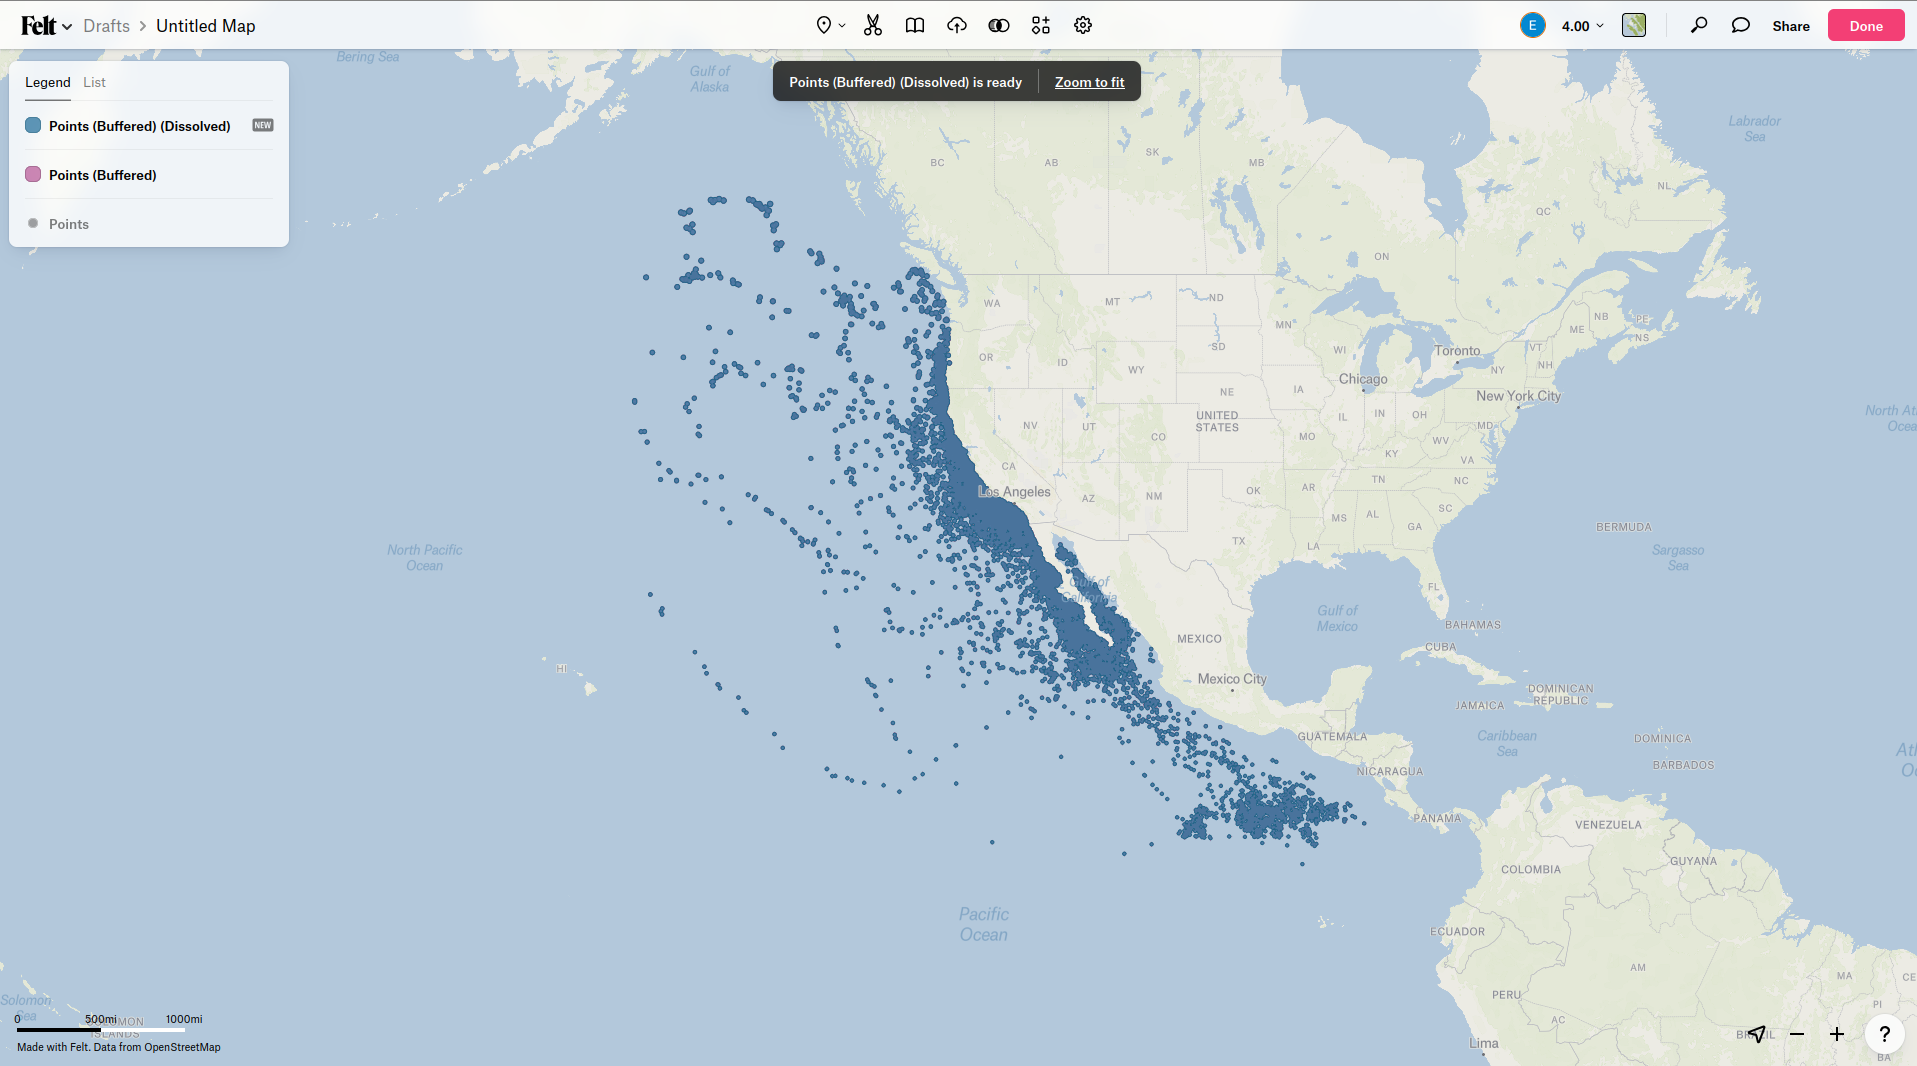 Felt Drafts Untitled Map
E 4.00 Share Done
Legend List
Points (Buffered) (Dissolved) NEW
Points (Buffered)
Points
Points (Buffered) (Dissolved) is ready Zoom to fit
Bering Sea
Gulf of
Alaska
Labrador
Sea
BC
AB
SK
MB
NL
QC
ON
WA
MT
ND
MN
NB
PE
ME
NS
OR
ID
SD
WI
Toronto
VT
WY
NH
NY
Chicago
NE
IA
New York City
North At
Ocea
UNITED
STATES
IL
IN
OH
NV
UT
CO
MO
WV
MD
KY
VA
CA
Los Angeles
AZ
NM
OK
AR
TN
NC
MS
AL
SC
GA
TX
LA
BERMUDA
North Pacific
Ocean
Sargasso
Sea
Gulf of
California
FL
Gulf of
Mexico
BAHAMAS
MEXICO
CUBA
HI
Mexico City
DOMINICAN
REPUBLIC
JAMAICA
GUATEMALA
Caribbean
Sea
DOMINICA
BARBADOS
Atl
Oc
NICARAGUA
PANAMA
VENEZUELA
GUYANA
COLOMBIA
Pacific
Ocean
ECUADOR
AM
MA
CE
PERU
PI
AC
BRAZIL
Lima
BA
Solomon
Sea
SOLOMON
ISLANDS
0 500mi 1000mi
Made with Felt. Data from OpenStreetMap
?